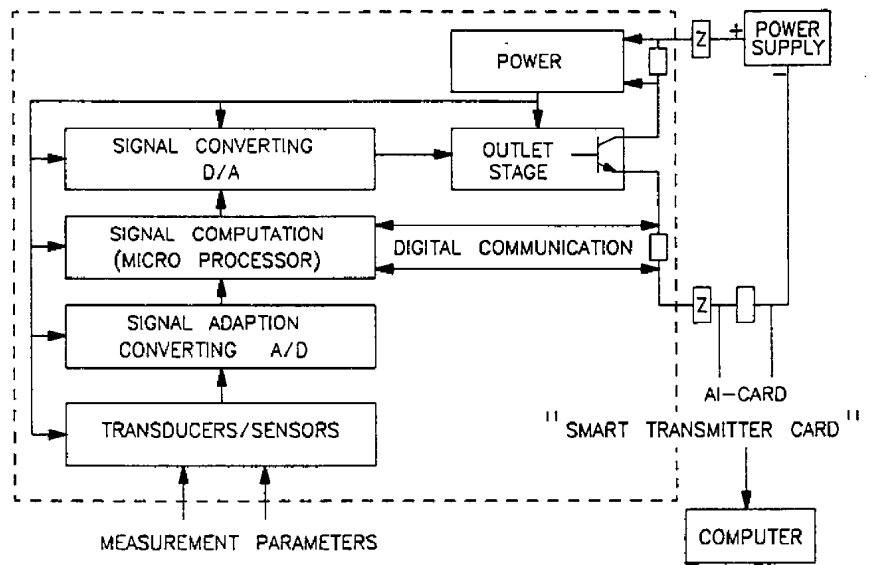 POWER
Z
+
POWER
SUPPLY
-
SIGNAL CONVERTING
D/A
OUTLET
STAGE
SIGNAL COMPUTATION
(MICRO PROCESSOR)
DIGITAL COMMUNICATION
SIGNAL ADAPTION
CONVERTING A/D
Z
AI-CARD
"SMART TRANSMITTER CARD"
TRANSDUCERS/SENSORS
MEASUREMENT PARAMETERS
COMPUTER